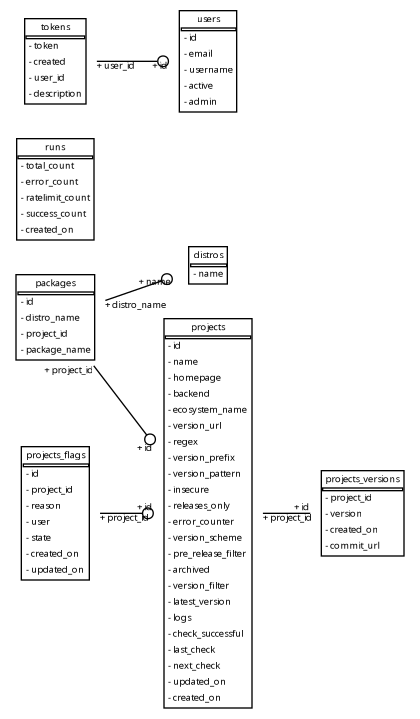 tokens
- token
- created
- user_id
- description
+ user_id
+ id
users
- id
- email
- username
- active
- admin
runs
- total_count
- error_count
- ratelimit_count
- success_count
- created_on
distros
- name
+ name
+ distro_name
packages
- id
- distro_name
- project_id
- package_name
+ project_id
+ id
projects
- id
- name
- homepage
- backend
- ecosystem_name
- version_url
- regex
- version_prefix
- version_pattern
- insecure
- releases_only
- error_counter
- version_scheme
- pre_release_filter
- archived
- version_filter
- latest_version
- logs
- check_successful
- last_check
- next_check
- updated_on
- created_on
projects_flags
- id
- project_id
- reason
- user
- state
- created_on
- updated_on
+ id
+ project_id
+ id
+ project_id
projects_versions
- project_id
- version
- created_on
- commit_url